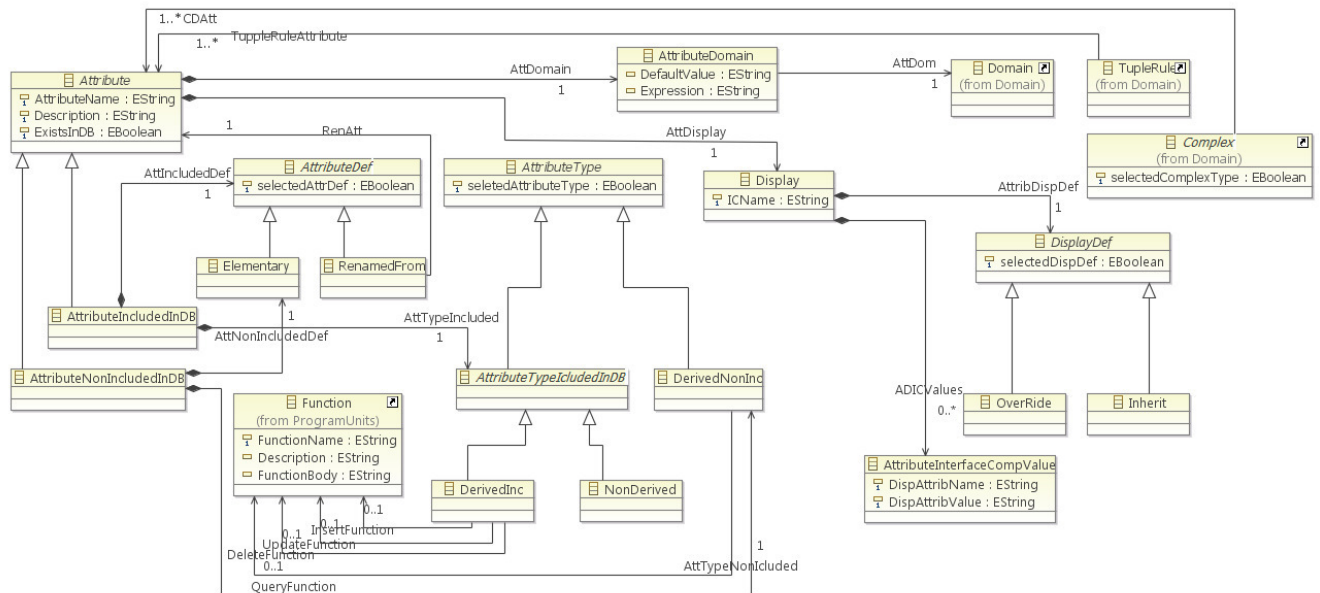 1..* CDAtt
TuppleRuleAttribute
1..*
Attribute
AttributeName : EString
Description : EString
ExistsInDB : EBoolean
AttDomain
1
AttributeDomain
DefaultValue : EString
Expression : EString
AttDom
1
Domain
(from Domain)
TupleRule
(from Domain)
1
RenAtt
AttDisplay
1
Complex
(from Domain)
selectedComplexType : EBoolean
AttIncludedDef
1
AttributeDef
selectedAttrDef : EBoolean
AttributeType
seletedAttributeType : EBoolean
Display
ICName : EString
AttribDispDef
1
DisplayDef
selectedDispDef : EBoolean
Elementary
RenamedFrom
AttributeIncludedInDB
1
AttNonIncludedDef
AttTypeIncluded
1
AttributeNonIncludedInDB
AttributeTypeIcludedInDB
DerivedNonInc
ADICValues
0..*
OverRide
Inherit
Function
(from ProgramUnits)
FunctionName : EString
Description : EString
FunctionBody : EString
DerivedInc
NonDerived
AttributeInterfaceCompValue
DispAttribName : EString
DispAttribValue : EString
0..1
InsertFunction
0..1
UpdateFunction
0..1
DeleteFunction
0..1
QueryFunction
AttTypeNonIcluded
1